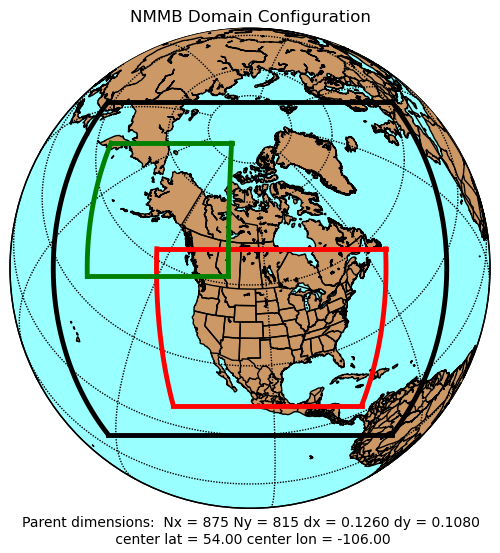 NMMB Domain Configuration
Parent dimensions:  Nx = 875 Ny = 815 dx = 0.1260 dy = 0.1080
center lat = 54.00 center lon = -106.00